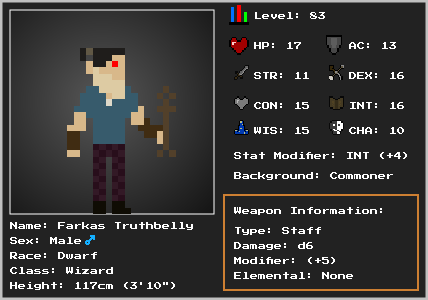 Level: 83
HP: 17 AC: 13
STR: 11 DEX: 16
CON: 15 INT: 16
WIS: 15 CHA: 10
Stat Modifier: INT (+4)
Background: Commoner
Weapon Information:
Type: Staff
Damage: d6
Modifier: (+5)
Elemental: None
Name: Farkas Truthbelly
Sex: Male♂
Race: Dwarf
Class: Wizard
Height: 117cm (3'10")